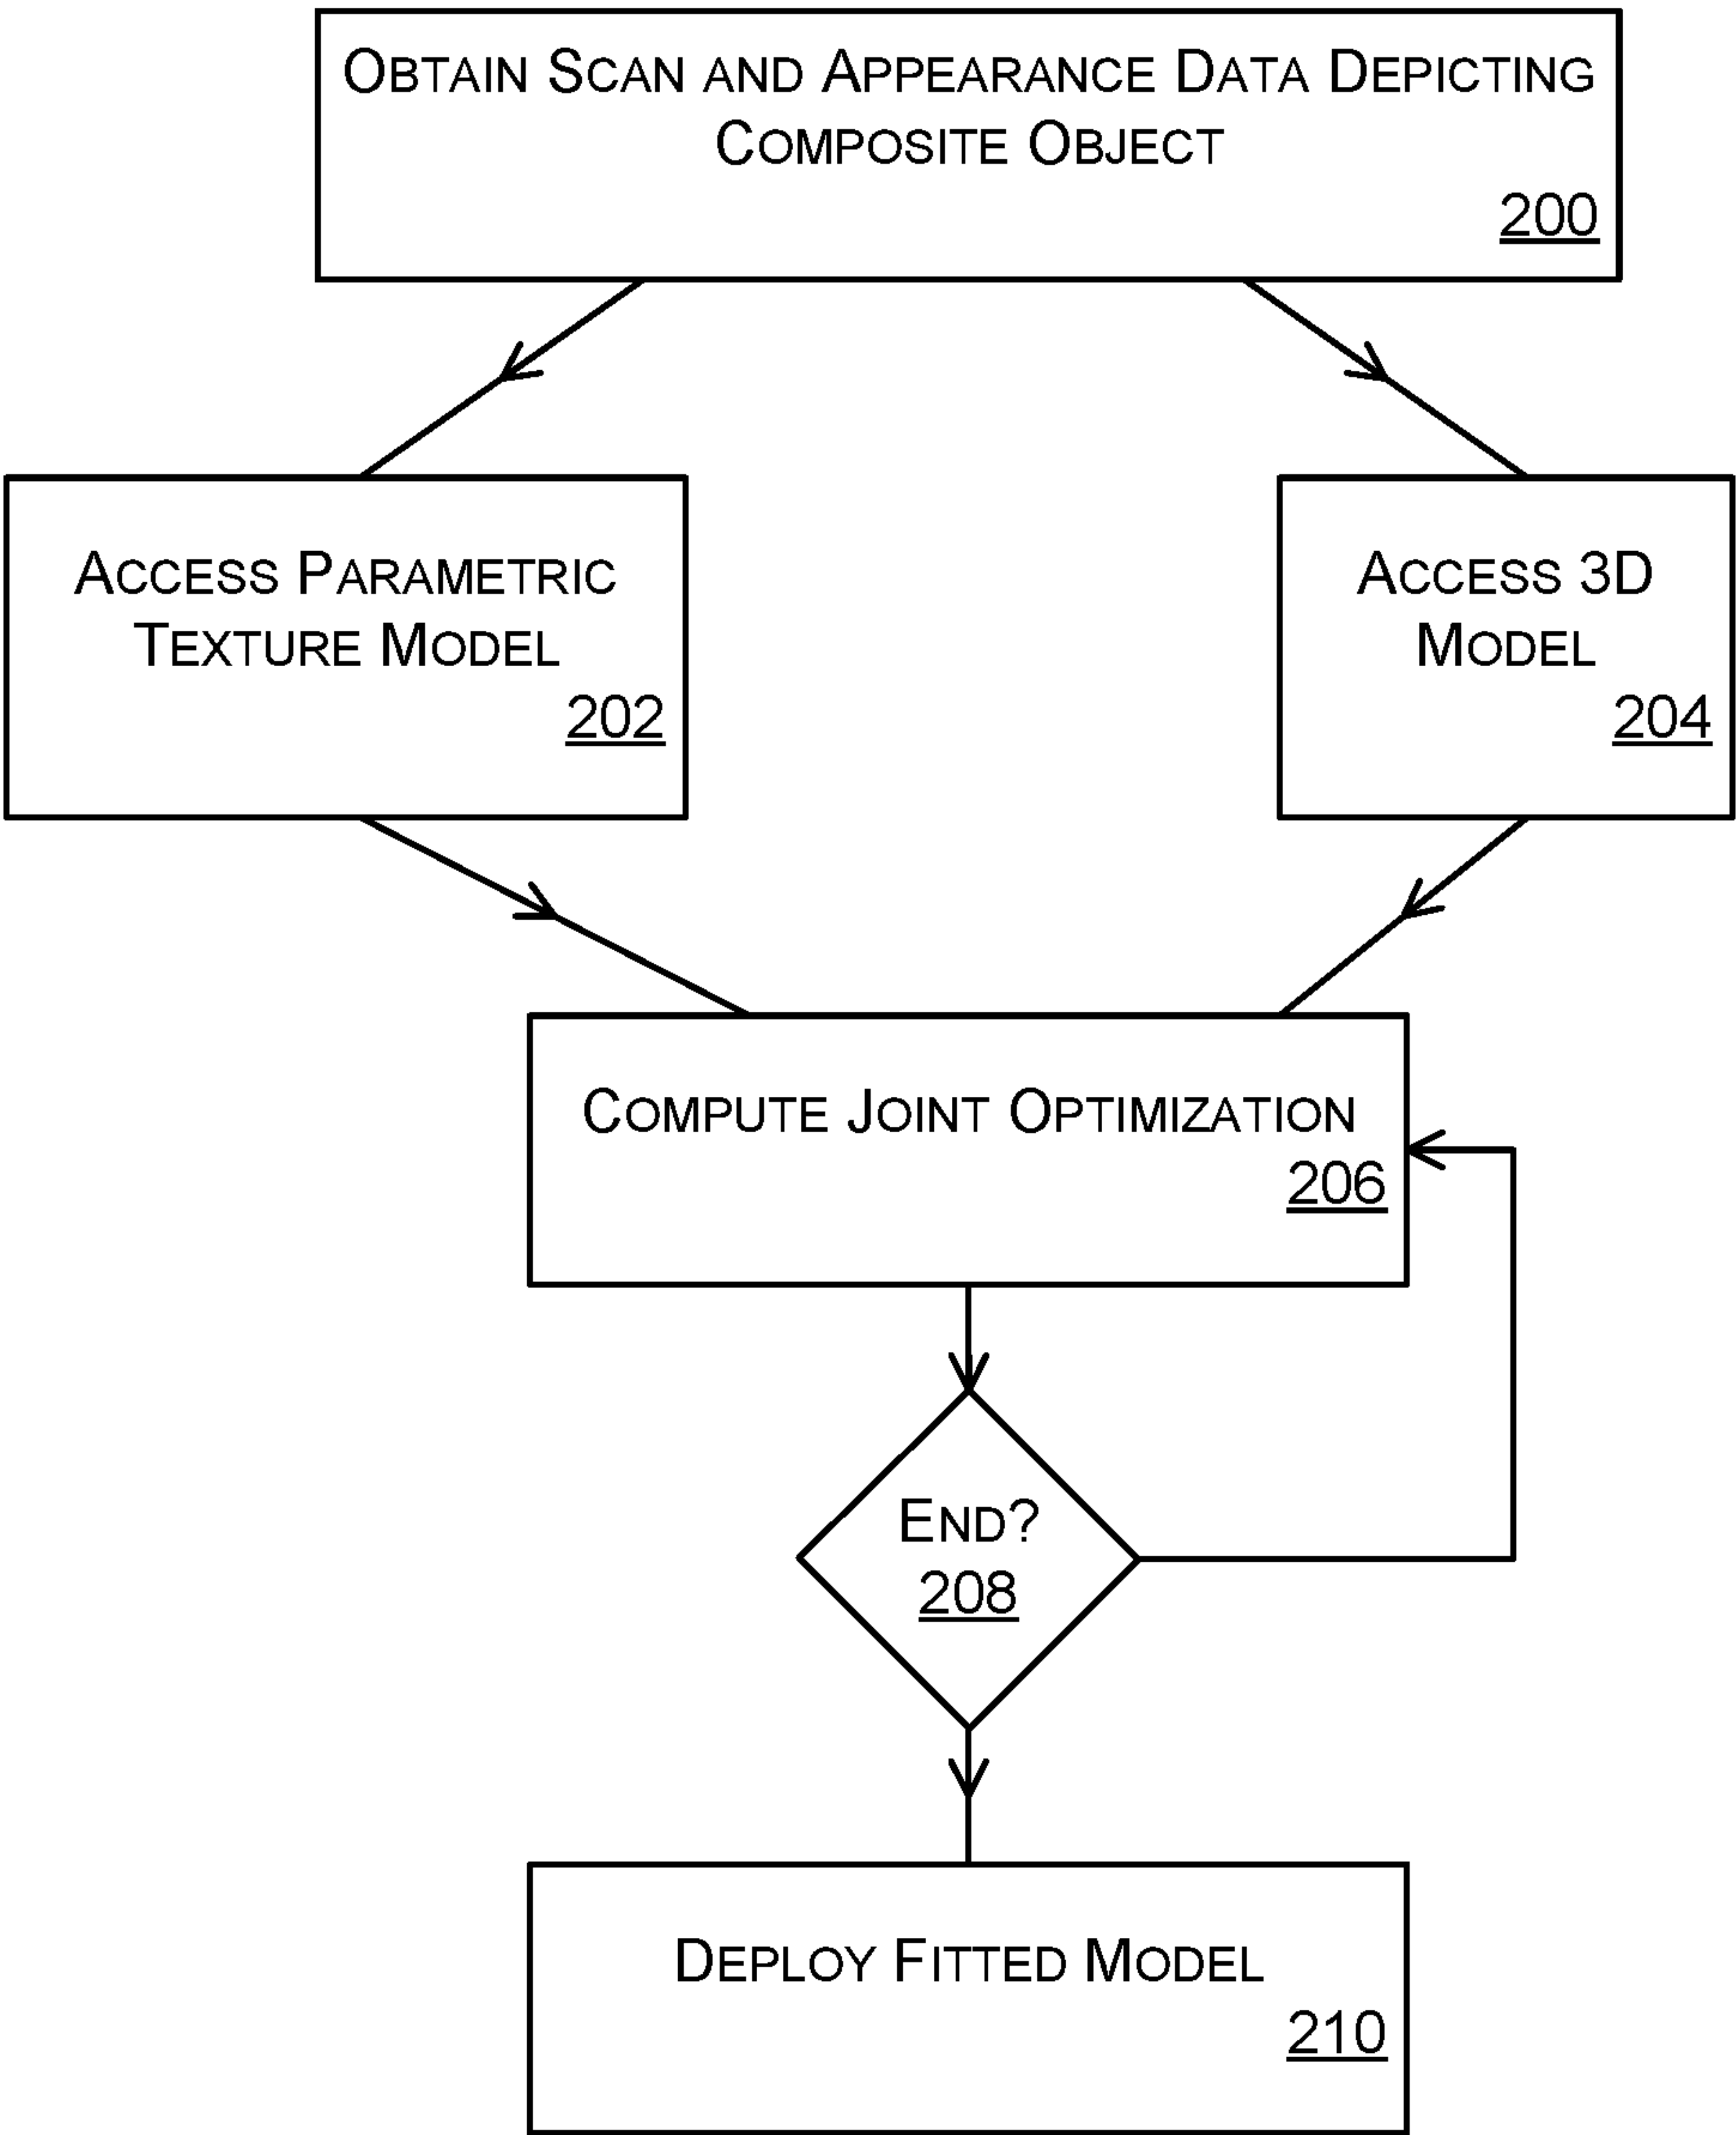 OBTAIN SCAN AND APPEARANCE DATA DEPICTING
COMPOSITE OBJECT
200
ACCESS PARAMETRIC
TEXTURE MODEL
202
ACCESS 3D
MODEL
204
COMPUTE JOINT OPTIMIZATION
206
END?
208
DEPLOY FITTED MODEL
210